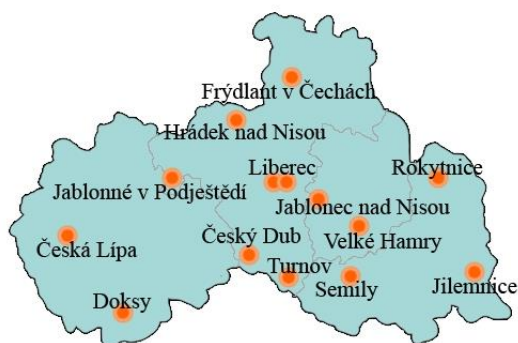 Frýdlant v Čechách
Hrádek nad Nisou
Liberec
Rokytnice
Jablonné v Podještědí
Jablonec nad Nisou
Česká Lípa
Český Dub
Velké Hamry
Turnov
Semily
Jilemnice
Doksy